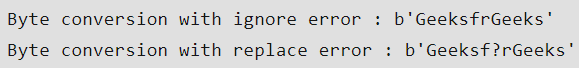 Byte conversion with ignore error : b'GeeksfrGeeks'
Byte conversion with replace error : b'Geeksf?rGeeks'